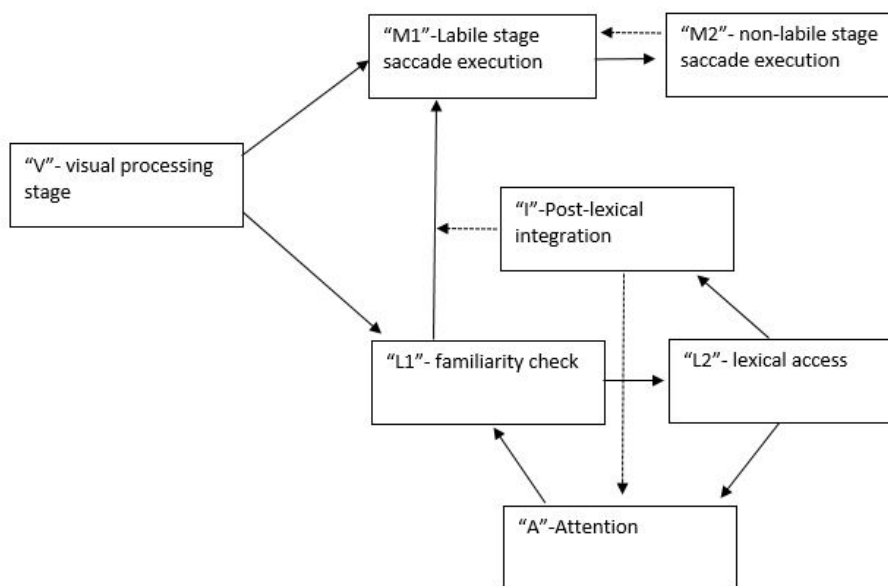 “M1”-Labile stage
saccade execution
“M2”- non-labile stage
saccade execution
“V”- visual processing
stage
“I”-Post-lexical
integration
“L1”- familiarity check
“L2”- lexical access
“A”-Attention